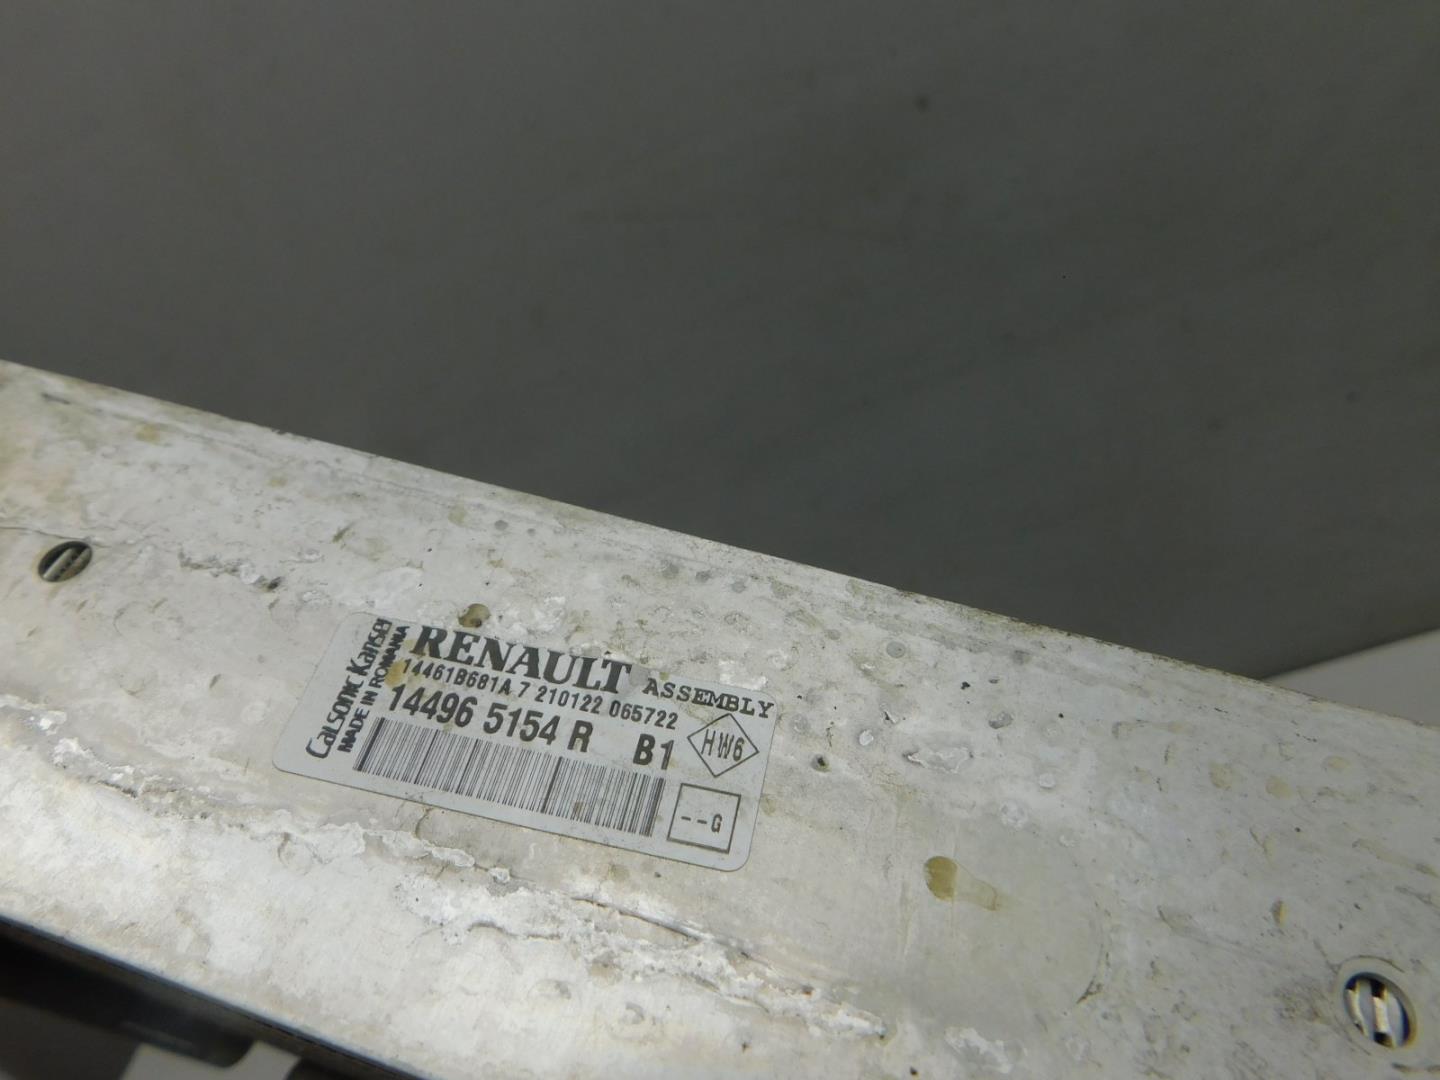 Calsonic Kansei
MADE IN ROMANIA
RENAULT ASSEMBLY
14461B681A 7 210122 065722
14496 5154 R B1
HW6
--G